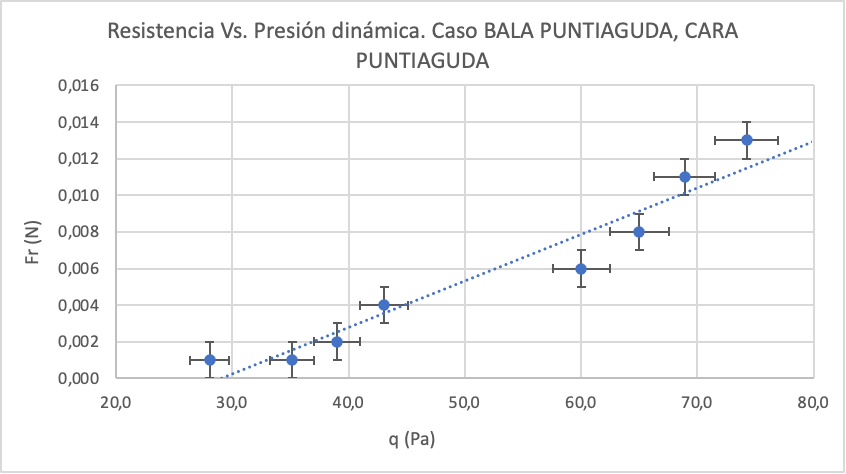 Resistencia Vs. Presión dinámica. Caso BALA PUNTIAGUDA, CARA
PUNTIAGUDA
0,016
0,014
0,012
0,010
0,008
0,006
0,004
0,002
0,000
Fr (N)
20,0 30,0 40,0 50,0 60,0 70,0 80,0
q (Pa)